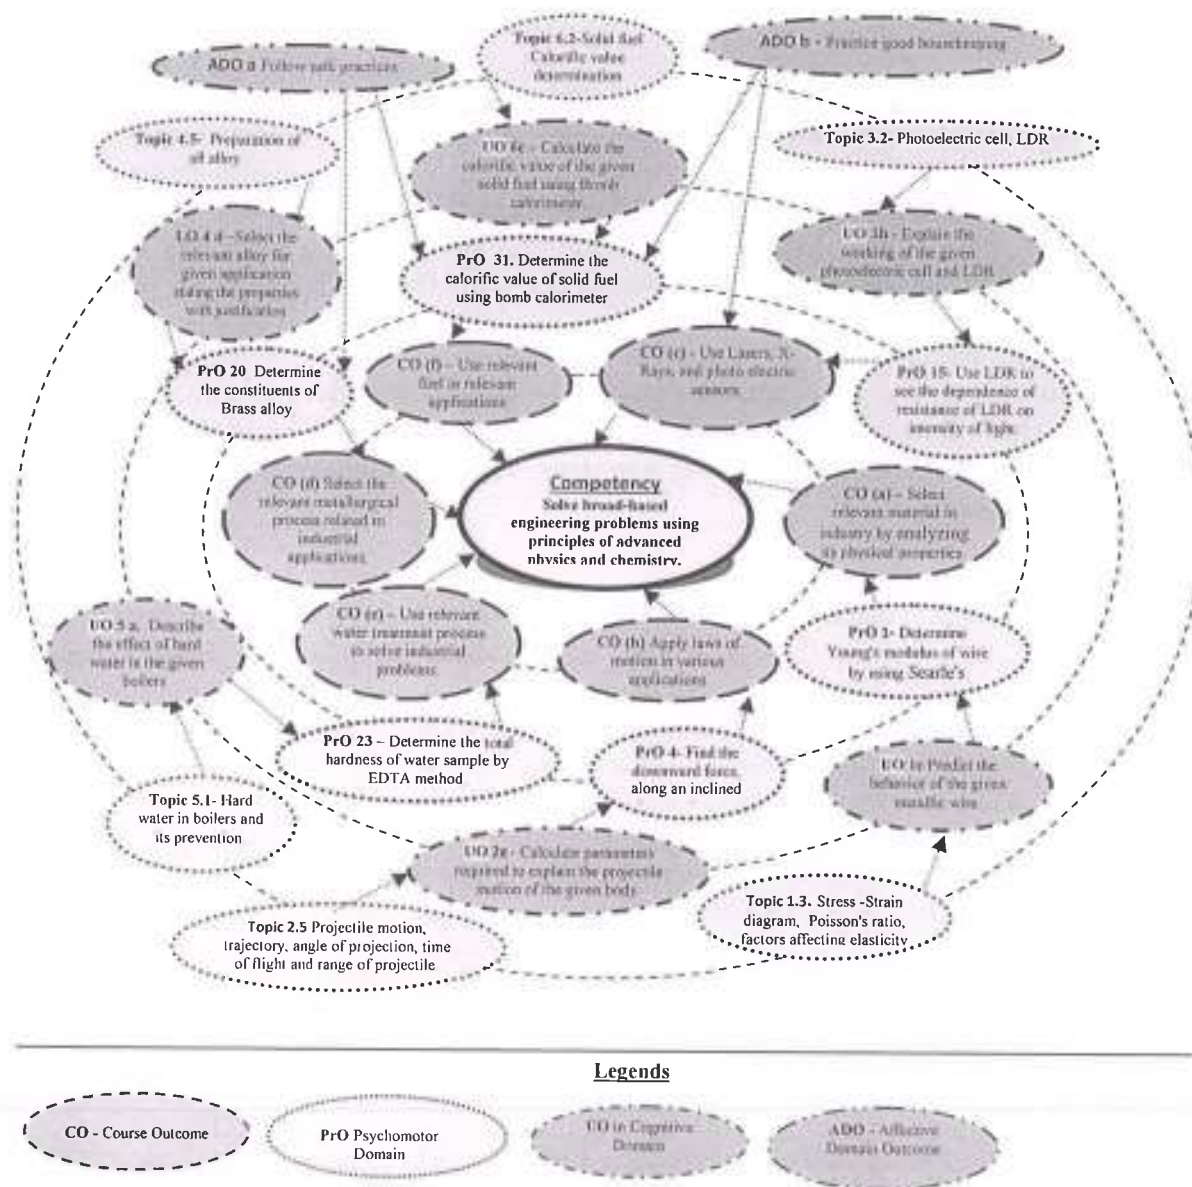 Topic 6.2-Solid fuel
Calorific value
determination
ADO a Follow safe practices
ADO b - Practice good housekeeping
Topic 4.5- Preparation of
all alloy
UO 6c - Calculate the
calorific value of the given
solid fuel using Bomb
calorimeter
Topic 3.2- Photoelectric cell, LDR
UO 4 d -Select the
relevant alloy for
given application
stating the properties
with justification
UO 3b - Explain the
working of the given
photoelectric cell and LDR
PrO 31. Determine the
calorific value of solid fuel
using bomb calorimeter
PrO 20 Determine
the constituents of
Brass alloy
CO (f) - Use relevant
fuel in relevant
applications
CO (c) - Use Lasers, X-
Rays, and photo electric
sensors
PrO 15- Use LDR to
see the dependence of
resistance of LDR on
intensity of light.
CO (d) Select the
relevant metallurgical
process related to
industrial
applications
Competency
Solve broad-based
engineering problems using
principles of advanced
physics and chemistry.
CO (a) - Select
relevant material in
industry by analyzing
its physical properties
UO 5 a. Describe
the effect of hard
water in the given
boilers
CO (e) - Use relevant
water treatment process
to solve industrial
problems
CO (b) Apply laws of
motion in various
applications
PrO 1- Determine
Young's modulus of wire
by using Searle's
PrO 23 - Determine the total
hardness of water sample by
EDTA method
PrO 4- Find the
downward force,
along an inclined
UO 1c Predict the
behavior of the given
metallic wire
Topic 5.1- Hard
water in boilers and
its prevention
UO 2e - Calculate parameters
required to explain the projectile
motion of the given body
Topic 2.5 Projectile motion,
trajectory, angle of projection, time
of flight and range of projectile
Topic 1.3. Stress -Strain
diagram, Poisson's ratio,
factors affecting elasticity
Legends
CO - Course Outcome
PrO Psychomotor
Domain
UO in Cognitive
Domain
ADO - Affective
Domain Outcome